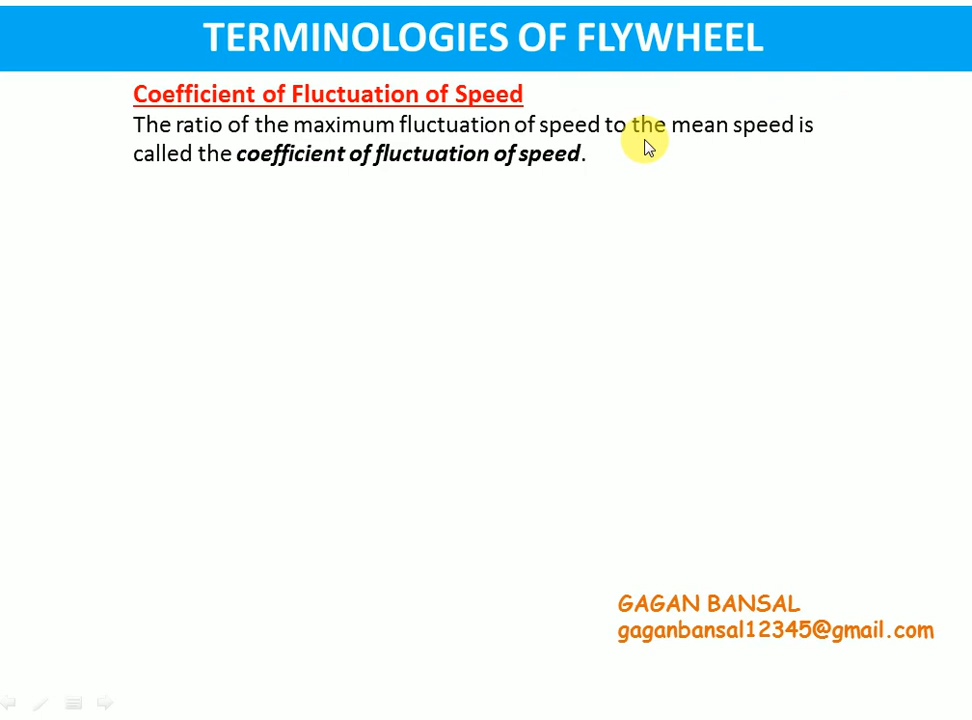 TERMINOLOGIES OF FLYWHEEL
Coefficient of Fluctuation of Speed
The ratio of the maximum fluctuation of speed to the mean speed is
called the coefficient of fluctuation of speed.
GAGAN BANSAL
gaganbansal12345@gmail.com